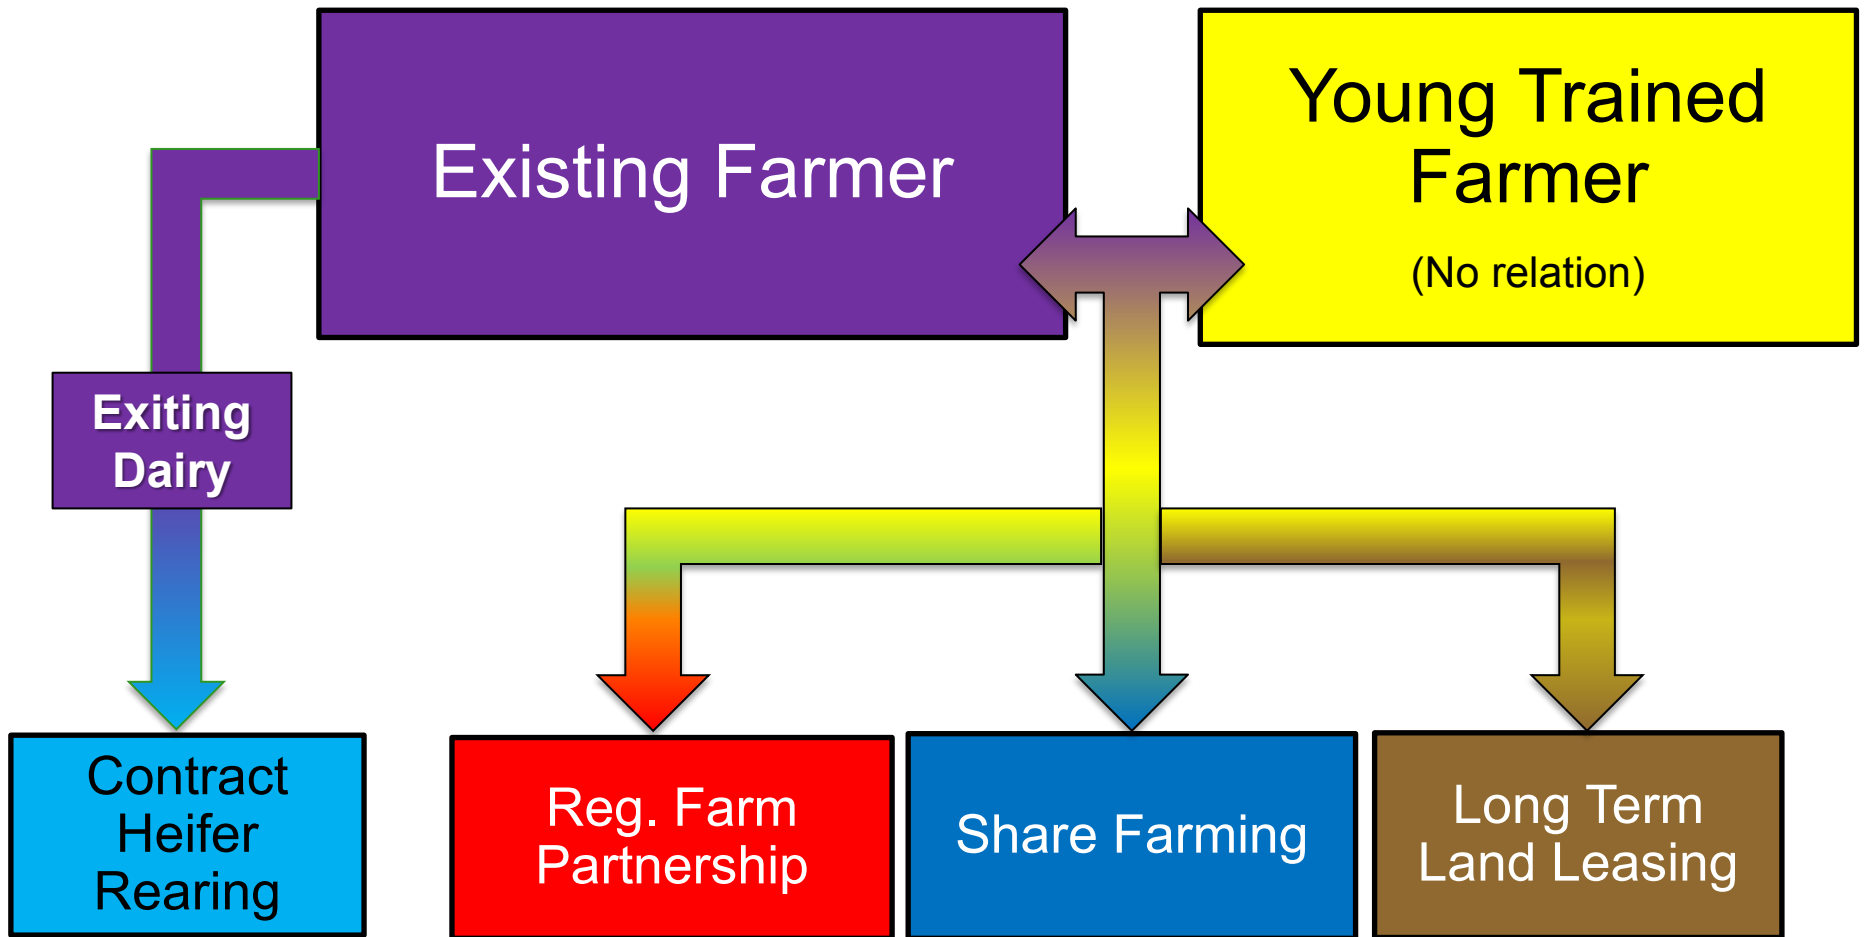 Existing Farmer
Young Trained
Farmer
(No relation)
Exiting
Dairy
Contract
Heifer
Rearing
Reg. Farm
Partnership
Share Farming
Long Term
Land Leasing